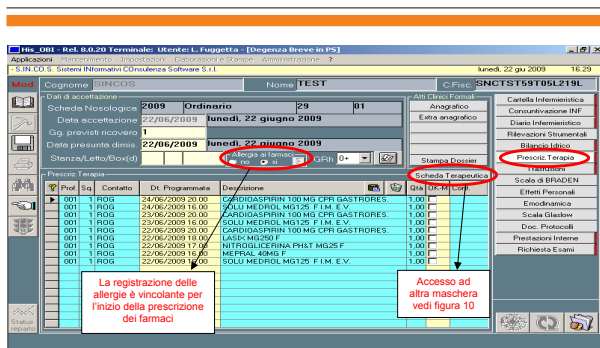 His_OBI - Rel. 8.0.20 Terminale: Utente: L. Fuggetta - [Degenza Breve in PS]
Applicazioni Mantenimento Impostazioni Elaborazioni e Stampe Amministrazione ?
- S.IN.CO.S. Sistemi INformativi COnsulenza Software S.r.l. lunedì, 22 giu 2009 16.29
Mod. Cognome SINCOS Nome TEST C.Fisc. SNCTST59T05L219L
Dati di accettazione
Scheda Nosologica 2009 Ordinario 29 01
Data accettazione 22/06/2009 lunedì, 22 giugno 2009
Gg. previsti ricovero 1
Data presunta dimis. 22/06/2009 lunedì, 22 giugno 2009
Stanza/Letto/Box(d) Allergia ai farmaci no si GRh 0+
Atti Clinici Formali
Anagrafico
Extra anagrafico
Stampa Dossier
Scheda Terapeutica
Cartella Infermieristica
Consuntivazione INF
Diario Infermieristico
Rilevazioni Strumentali
Bilancio Idrico
Prescriz.Terapia
Trasfusioni
Scala di BRADEN
Effetti Personali
Emodinamica
Scala Glaslow
Doc. Protocolli
Prestazioni Interne
Richiesta Esami
Prescriz Terapia
? Prof. Sq Contatto Dt. Programmata Descrizione Qtà OK-M Conf.
001 1 ROG 24/06/2009 20.00 CARDIOASPIRIN 100 MG CPR GASTRORES. 1,00
001 1 ROG 24/06/2009 16.00 SOLU MEDROL MG125 F I.M. E.V. 1,00
001 1 ROG 23/06/2009 20.00 CARDIOASPIRIN 100 MG CPR GASTRORES. 1,00
001 1 ROG 23/06/2009 16.00 SOLU MEDROL MG125 F I.M. E.V. 1,00
001 1 ROG 22/06/2009 20.00 CARDIOASPIRIN 100 MG CPR GASTRORES. 1,00
001 1 ROG 22/06/2009 18.00 LASIX MG250 F 1,00
001 1 ROG 22/06/2009 17.00 NITROGLICERINA PH&T MG25 F 1,00
001 1 ROG 22/06/2009 16.00 MEPRAL 40MG F 1,00
001 1 ROG 22/06/2009 16.00 SOLU MEDROL MG125 F I.M. E.V. 1,00
La registrazione delle
allergie è vincolante per
l'inizio della prescrizione
dei farmaci
Accesso ad
altra maschera
vedi figura 10
Status
reparto